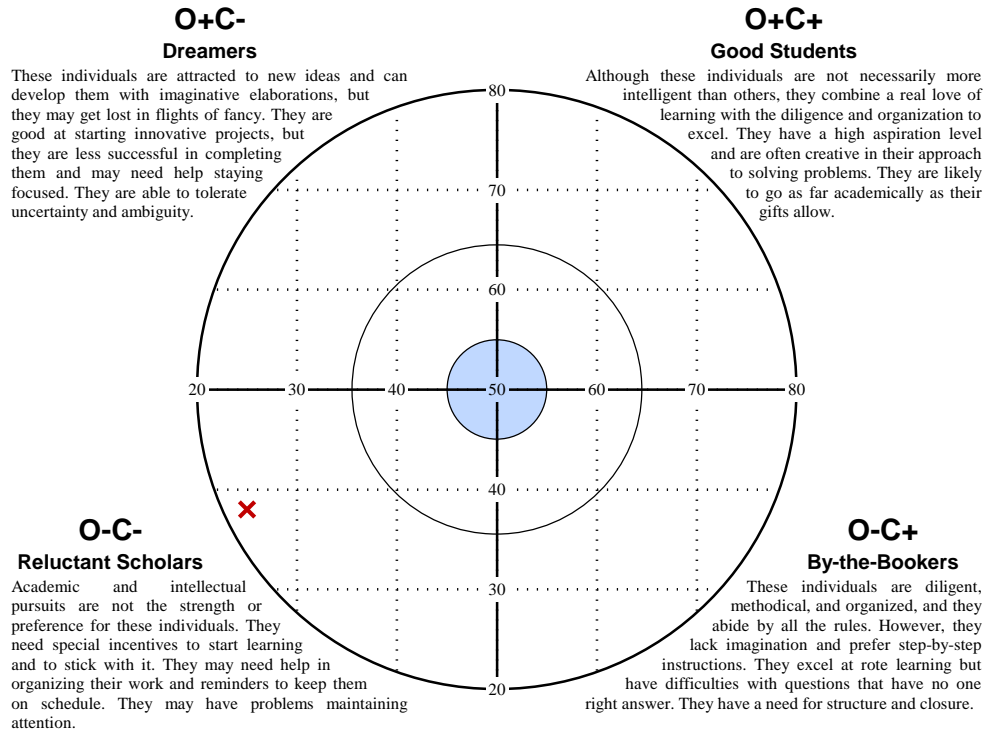 O+C-
Dreamers
These individuals are attracted to new ideas and can
develop them with imaginative elaborations, but
they may get lost in flights of fancy. They are
good at starting innovative projects, but
they are less successful in completing
them and may need help staying
focused. They are able to tolerate
uncertainty and ambiguity.
O+C+
Good Students
Although these individuals are not necessarily more
intelligent than others, they combine a real love of
learning with the diligence and organization to
excel. They have a high aspiration level
and are often creative in their approach
to solving problems. They are likely
to go as far academically as their
gifts allow.
80
70
60
20 30 40 50 60 70 80
40
30
20
O-C-
Reluctant Scholars
Academic and intellectual
pursuits are not the strength or
preference for these individuals. They
need special incentives to start learning
and to stick with it. They may need help in
organizing their work and reminders to keep them
on schedule. They may have problems maintaining
attention.
O-C+
By-the-Bookers
These individuals are diligent,
methodical, and organized, and they
abide by all the rules. However, they
lack imagination and prefer step-by-step
instructions. They excel at rote learning but
have difficulties with questions that have no one
right answer. They have a need for structure and closure.